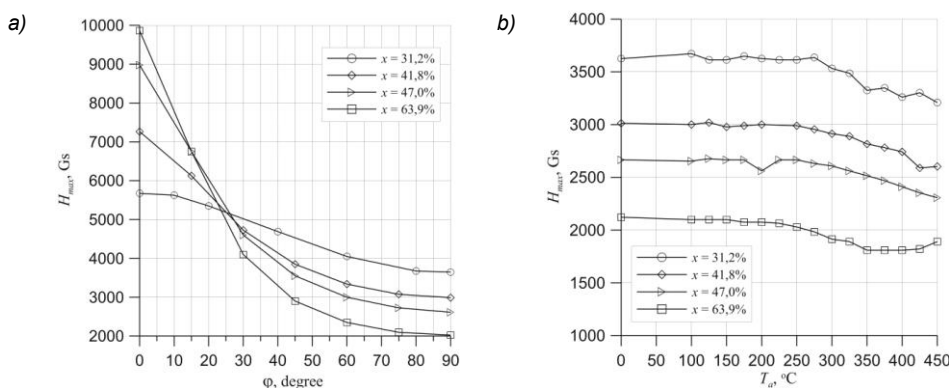 a)
10000
9000
8000
7000
6000
5000
4000
3000
2000
H_max, Gs
0 10 20 30 40 50 60 70 80 90
φ, degree
x = 31,2%
x = 41,8%
x = 47,0%
x = 63,9%
b)
4000
3500
3000
2500
2000
1500
1000
H_max, Gs
0 50 100 150 200 250 300 350 400 450
T_a, °C
x = 31,2%
x = 41,8%
x = 47,0%
x = 63,9%